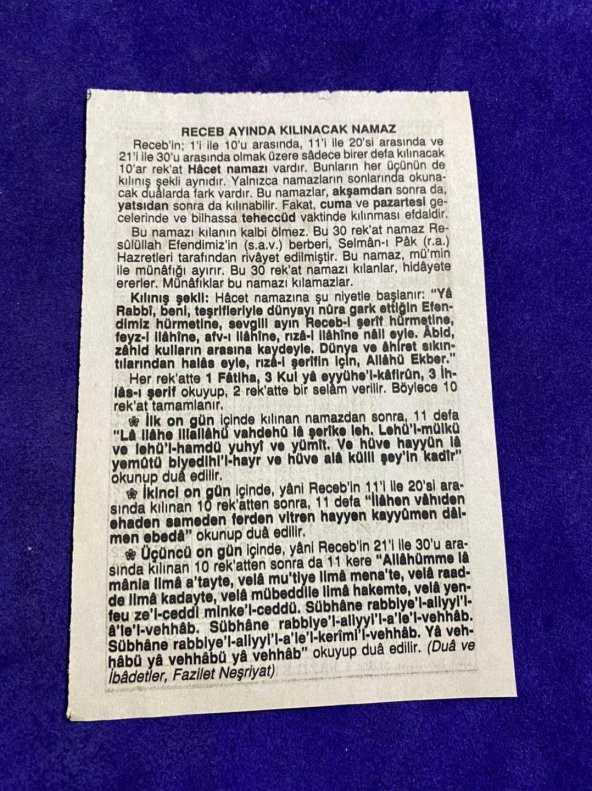 RECEB AYINDA KILINACAK NAMAZ
Receb'in; 1'i ile 10'u arasında, 11'i ile 20'si arasında ve
21'i ile 30'u arasında olmak üzere sâdece birer defa kılınacak
10'ar rek'at Hâcet namazı vardır. Bunların her üçünün de
kılınış şekli aynıdır. Yalnızca namazların sonlarında okuna-
cak duâlarda fark vardır. Bu namazlar, akşamdan sonra da,
yatsıdan sonra da kılınabilir. Fakat, cuma ve pazartesi ge-
celerinde ve bilhassa teheccüd vaktinde kılınması efdaldir.
Bu namazı kılanın kalbi ölmez. Bu 30 rek'at namaz Re-
sûlüllah Efendimiz'in (s.a.v.) berberi, Selmân-ı Pâk (r.a.)
Hazretleri tarafından rivâyet edilmiştir. Bu namaz, mü'min
ile münâfığı ayırır. Bu 30 rek'at namazı kılanlar, hidâyete
ererler. Münâfıklar bu namazı kılamazlar.
Kılınış şekli: Hâcet namazına şu niyetle başlanır: "Yâ
Rabbî, beni, teşrifleriyle dünyayı nûra gark ettiğin Efen-
dimiz hürmetine, sevgili ayın Receb-i şerif hürmetine,
feyz-i ilâhîne, afv-ı ilâhîne, rızâ-i ilâhîne nâil eyle. Âbid,
zâhid kulların arasına kaydeyle. Dünya ve âhiret sıkın-
tılarından halâs eyle, rızâ-i şerifin için, Allâhü Ekber."
Her rek'atte 1 Fâtiha, 3 Kul yâ eyyühe'l-kâfirûn, 3 İh-
lâs-ı şerif okuyup, 2 rek'atte bir selâm verilir. Böylece 10
rek'at tamamlanır.
❀ İlk on gün içinde kılınan namazdan sonra, 11 defa
"Lâ ilâhe illallâhü vahdehû lâ şerîke leh. Lehü'l-mülkü
ve lehü'l-hamdü yuhyî ve yümît. Ve hüve hayyün lâ
yemûtü biyedihi'l-hayr ve hüve alâ külli şey'in kadîr"
okunup duâ edilir.
❀ İkinci on gün içinde, yâni Receb'in 11'i ile 20'si ara-
sında kılınan 10 rek'atten sonra, 11 defa "İlâhen vâhıden
ehaden sameden ferden vitren hayyen kayyûmen dâi-
men ebedâ" okunup duâ edilir.
❀ Üçüncü on gün içinde, yâni Receb'in 21'i ile 30'u ara-
sında kılınan 10 rek'atten sonra da 11 kere "Allâhümme lâ
mânia limâ a'tayte, velâ mu'tiye limâ mena'te, velâ raad-
de limâ kadayte, velâ mübeddile limâ hakemte, velâ yen-
feu ze'l-ceddi minke'l-ceddü. Sübhâne rabbiye'l-aliyyi'l-
â'le'l-vehhâb. Sübhâne rabbiye'l-aliyyi'l-a'le'l-vehhâb.
Sübhâne rabbiye'l-aliyyi'l-a'le'l-kerîmi'l-vehhâb. Yâ veh-
hâbü yâ vehhâbü yâ vehhâb" okuyup duâ edilir. (Duâ ve
İbâdetler, Fazilet Neşriyat)